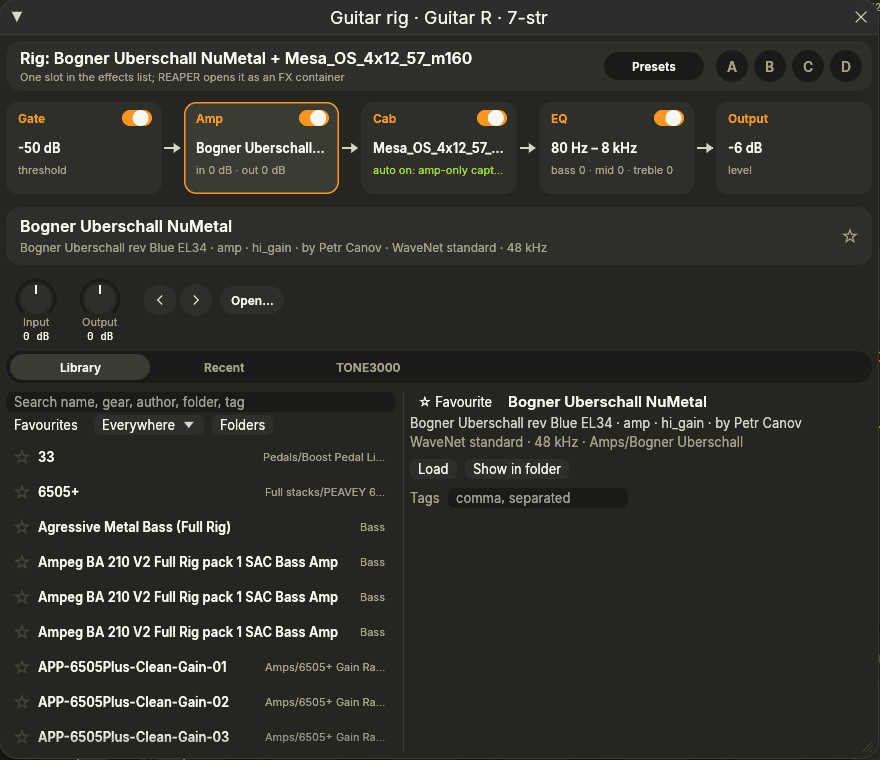 Guitar rig · Guitar R · 7-str
Rig: Bogner Uberschall NuMetal + Mesa_OS_4x12_57_m160
One slot in the effects list; REAPER opens it as an FX container
Presets
A
B
C
D
Gate
-50 dB
threshold
Amp
Bogner Uberschall...
in 0 dB · out 0 dB
Cab
Mesa_OS_4x12_57_...
auto on: amp-only capt...
EQ
80 Hz – 8 kHz
bass 0 · mid 0 · treble 0
Output
-6 dB
level
Bogner Uberschall NuMetal
Bogner Uberschall rev Blue EL34 · amp · hi_gain · by Petr Canov · WaveNet standard · 48 kHz
Input
0 dB
Output
0 dB
Open...
Library
Recent
TONE3000
Search name, gear, author, folder, tag
Favourites
Everywhere
Folders
33
Pedals/Boost Pedal Li...
6505+
Full stacks/PEAVEY 6...
Agressive Metal Bass (Full Rig)
Bass
Ampeg BA 210 V2 Full Rig pack 1 SAC Bass Amp
Bass
Ampeg BA 210 V2 Full Rig pack 1 SAC Bass Amp
Bass
Ampeg BA 210 V2 Full Rig pack 1 SAC Bass Amp
Bass
APP-6505Plus-Clean-Gain-01
Amps/6505+ Gain Ra...
APP-6505Plus-Clean-Gain-02
Amps/6505+ Gain Ra...
APP-6505Plus-Clean-Gain-03
Amps/6505+ Gain Ra...
Favourite
Bogner Uberschall NuMetal
Bogner Uberschall rev Blue EL34 · amp · hi_gain · by Petr Canov
WaveNet standard · 48 kHz · Amps/Bogner Uberschall
Load
Show in folder
Tags
comma, separated